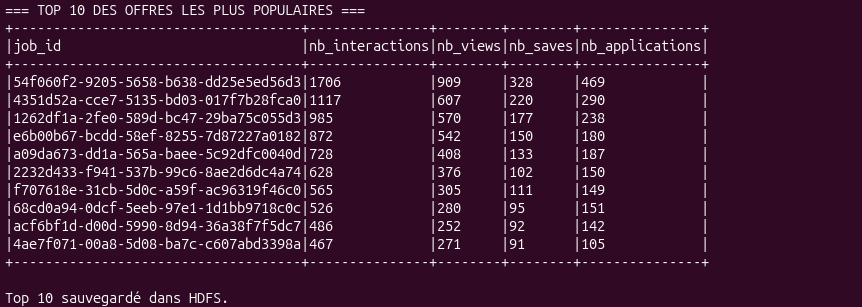 === TOP 10 DES OFFRES LES PLUS POPULAIRES ===
+------------------------------------+---------------+--------+--------+---------------+
|job_id                              |nb_interactions|nb_views|nb_saves|nb_applications|
+------------------------------------+---------------+--------+--------+---------------+
|54f060f2-9205-5658-b638-dd25e5ed56d3|1706           |909     |328     |469            |
|4351d52a-cce7-5135-bd03-017f7b28fca0|1117           |607     |220     |290            |
|1262df1a-2fe0-589d-bc47-29ba75c055d3|985            |570     |177     |238            |
|e6b00b67-bcdd-58ef-8255-7d87227a0182|872            |542     |150     |180            |
|a09da673-dd1a-565a-baee-5c92dfc0040d|728            |408     |133     |187            |
|2232d433-f941-537b-99c6-8ae2d6dc4a74|628            |376     |102     |150            |
|f707618e-31cb-5d0c-a59f-ac96319f46c0|565            |305     |111     |149            |
|68cd0a94-0dcf-5eeb-97e1-1d1bb9718c0c|526            |280     |95      |151            |
|acf6bf1d-d00d-5990-8d94-36a38f7f5dc7|486            |252     |92      |142            |
|4ae7f071-00a8-5d08-ba7c-c607abd3398a|467            |271     |91      |105            |
+------------------------------------+---------------+--------+--------+---------------+
Top 10 sauvegardé dans HDFS.